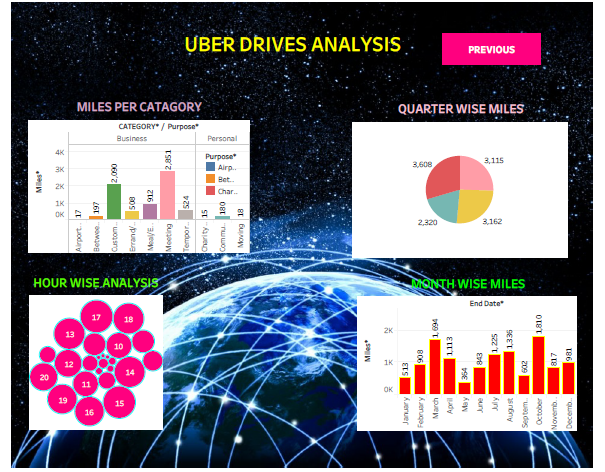 UBER DRIVES ANALYSIS
PREVIOUS
MILES PER CATAGORY
CATEGORY* / Purpose*
Business Personal
Miles*
4K
3K
2K
1K
0K
17 197 2,090 508 912 2,851 524 15 180 18
Airport.. Betwee.. Custom.. Errand/.. Meal/E.. Meeting Tempor.. Charity .. Commu.. Moving
Purpose*
Airp..
Bet..
Char..
QUARTER WISE MILES
3,608 3,115
2,320 3,162
HOUR WISE ANALYSIS
17 18
13 10
12 14
20 11
19 16 15
MONTH WISE MILES
End Date*
Miles*
2K
1K
0K
513 908 1,694 1,113 364 843 1,225 1,336 602 1,810 817 981
January February March April May June July August Septem.. October Novemb.. Decemb..